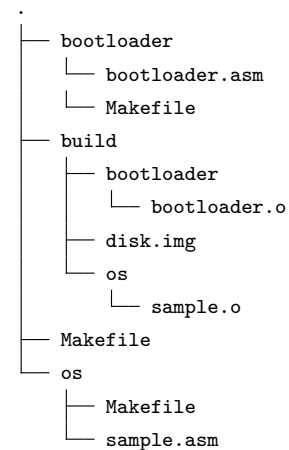 .
├── bootloader
│   └── bootloader.asm
│   └── Makefile
├── build
│   ├── bootloader
│   │   └── bootloader.o
│   ├── disk.img
│   └── os
│       └── sample.o
├── Makefile
└── os
    ├── Makefile
    └── sample.asm